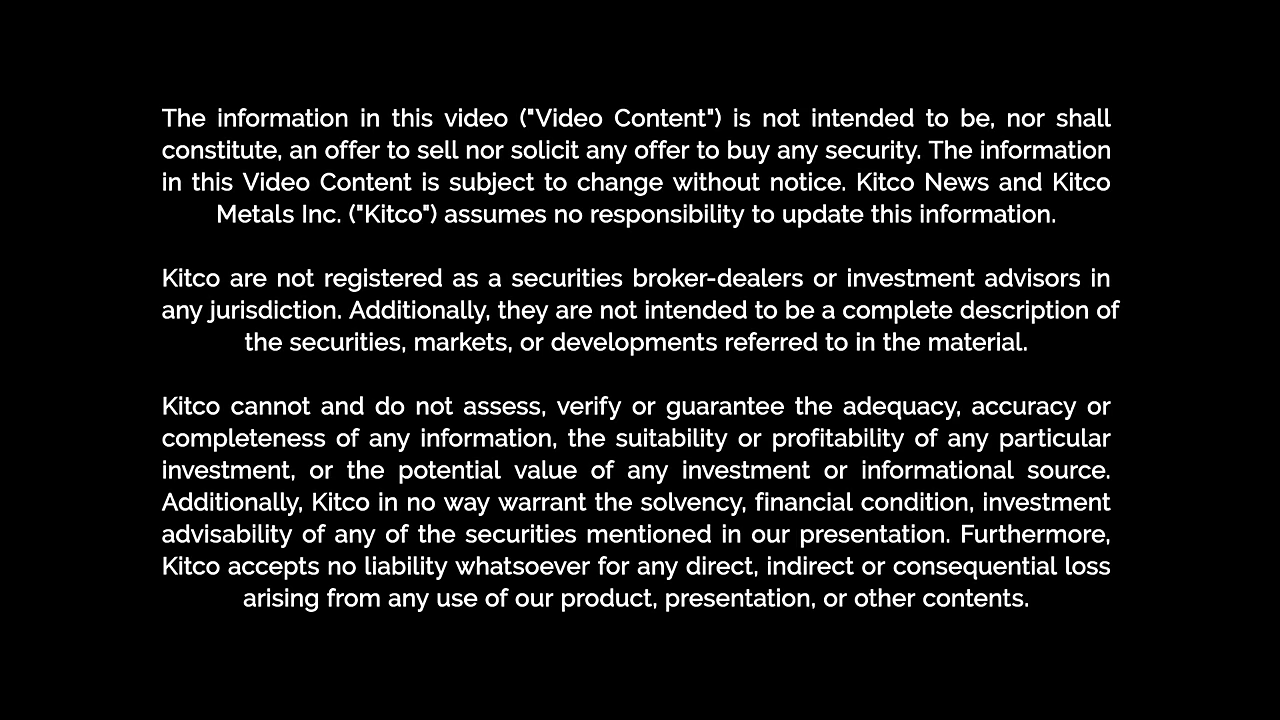 The information in this video ("Video Content") is not intended to be, nor shall
constitute, an offer to sell nor solicit any offer to buy any security. The information
in this Video Content is subject to change without notice. Kitco News and Kitco
Metals Inc. ("Kitco") assumes no responsibility to update this information.
Kitco are not registered as a securities broker-dealers or investment advisors in
any jurisdiction. Additionally, they are not intended to be a complete description of
the securities, markets, or developments referred to in the material.
Kitco cannot and do not assess, verify or guarantee the adequacy, accuracy or
completeness of any information, the suitability or profitability of any particular
investment, or the potential value of any investment or informational source.
Additionally, Kitco in no way warrant the solvency, financial condition, investment
advisability of any of the securities mentioned in our presentation. Furthermore,
Kitco accepts no liability whatsoever for any direct, indirect or consequential loss
arising from any use of our product, presentation, or other contents.